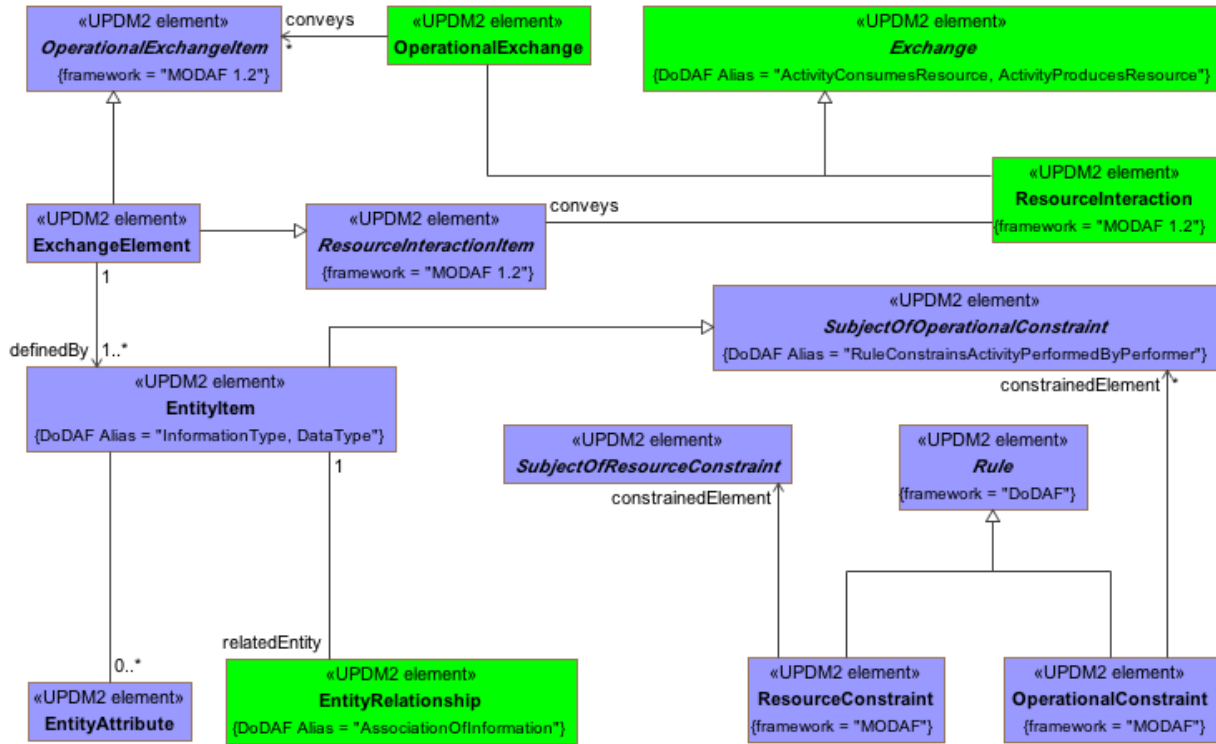 «UPDM2 element»
OperationalExchangeItem
{framework = "MODAF 1.2"}
conveys
*
«UPDM2 element»
OperationalExchange
«UPDM2 element»
Exchange
{DoDAF Alias = "ActivityConsumesResource, ActivityProducesResource"}
«UPDM2 element»
ExchangeElement
1
«UPDM2 element»
ResourceInteractionItem
{framework = "MODAF 1.2"}
conveys
«UPDM2 element»
ResourceInteraction
{framework = "MODAF 1.2"}
definedBy
1..*
«UPDM2 element»
SubjectOfOperationalConstraint
{DoDAF Alias = "RuleConstrainsActivityPerformedByPerformer"}
constrainedElement
*
«UPDM2 element»
EntityItem
{DoDAF Alias = "InformationType, DataType"}
1
«UPDM2 element»
SubjectOfResourceConstraint
constrainedElement
«UPDM2 element»
Rule
{framework = "DoDAF"}
0..*
relatedEntity
«UPDM2 element»
EntityAttribute
«UPDM2 element»
EntityRelationship
{DoDAF Alias = "AssociationOfInformation"}
«UPDM2 element»
ResourceConstraint
{framework = "MODAF"}
«UPDM2 element»
OperationalConstraint
{framework = "MODAF"}